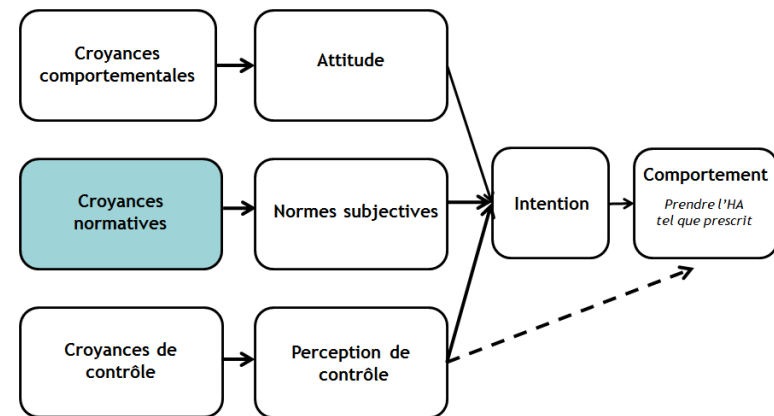 Croyances
comportementales
Attitude
Croyances
normatives
Normes subjectives
Intention
Comportement
Prendre l'HA
tel que prescrit
Croyances de
contrôle
Perception de
contrôle